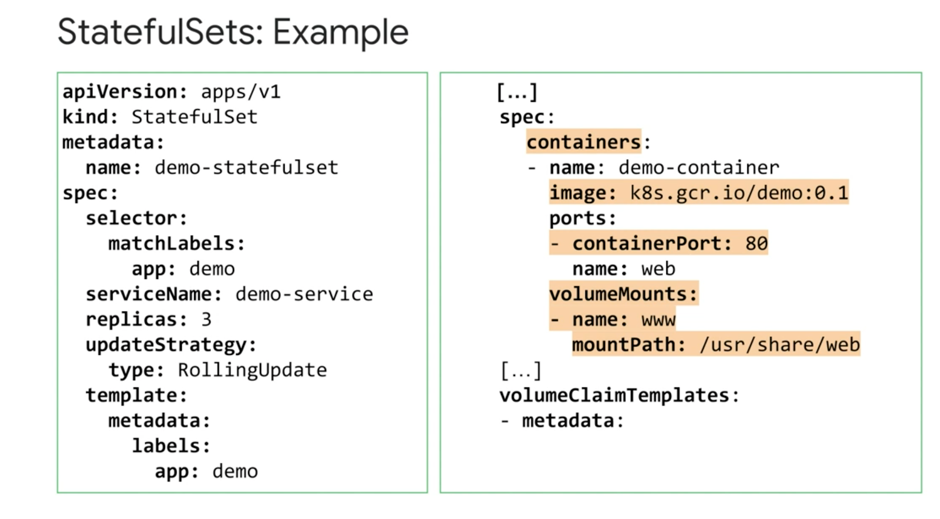 StatefulSets: Example
apiVersion: apps/v1
kind: StatefulSet
metadata:
  name: demo-statefulset
spec:
  selector:
    matchLabels:
      app: demo
  serviceName: demo-service
  replicas: 3
  updateStrategy:
    type: RollingUpdate
  template:
    metadata:
      labels:
        app: demo
[...]
spec:
  containers:
  - name: demo-container
    image: k8s.gcr.io/demo:0.1
    ports:
    - containerPort: 80
      name: web
    volumeMounts:
    - name: www
      mountPath: /usr/share/web
[...]
volumeClaimTemplates:
- metadata: